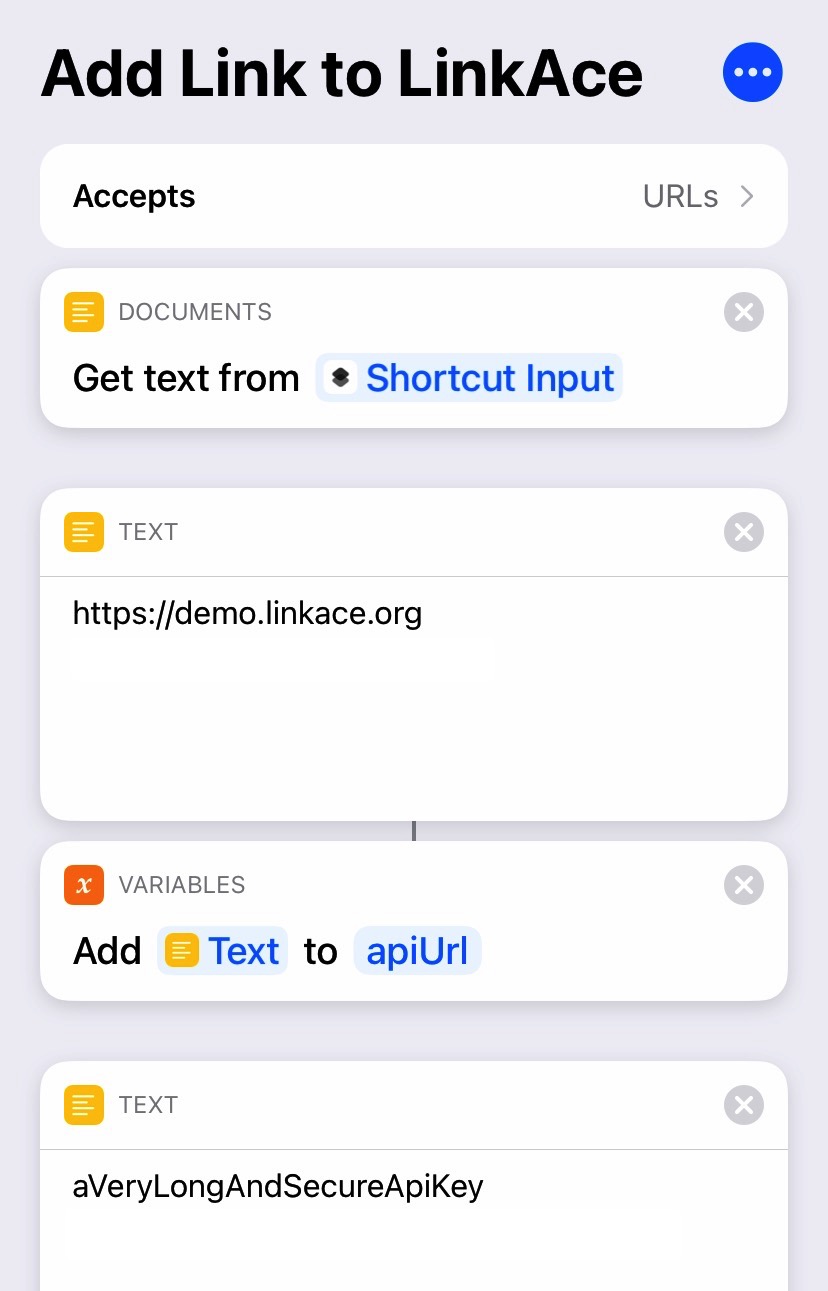 Add Link to LinkAce
Accepts URLs
DOCUMENTS
Get text from Shortcut Input
TEXT
https://demo.linkace.org
VARIABLES
Add Text to apiUrl
TEXT
aVeryLongAndSecureApiKey